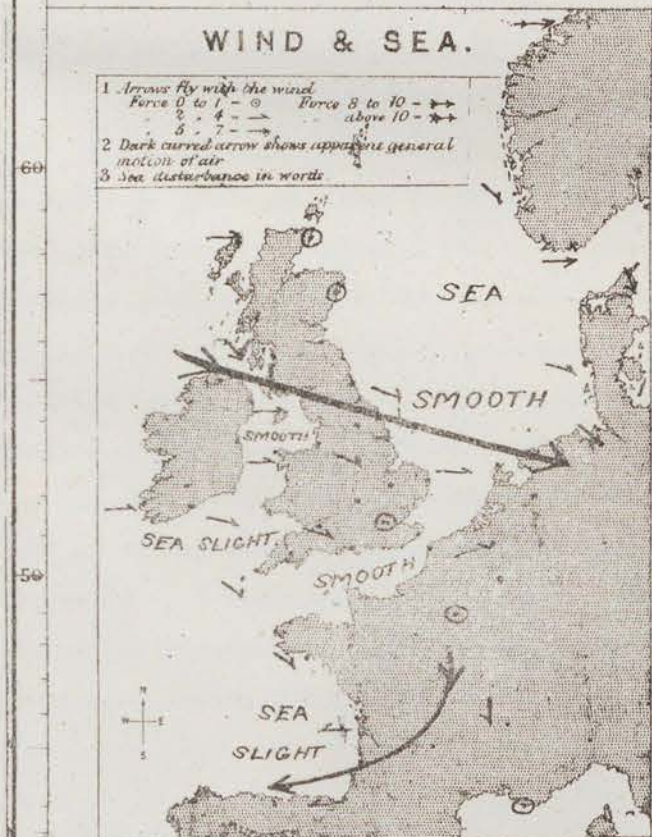 WIND & SEA.
1 Arrows fly with the wind
Force 0 to 1 - ⊙ Force 8 to 10 -
" 2 " 4 - " above 10 -
" 5 " 7 -
2 Dark curved arrow shows apparent general
motion of air
3 Sea disturbance in words
60
SEA
SMOOTH
SMOOTH
SEA SLIGHT.
SMOOTH
50
N
W E
S
SEA
SLIGHT